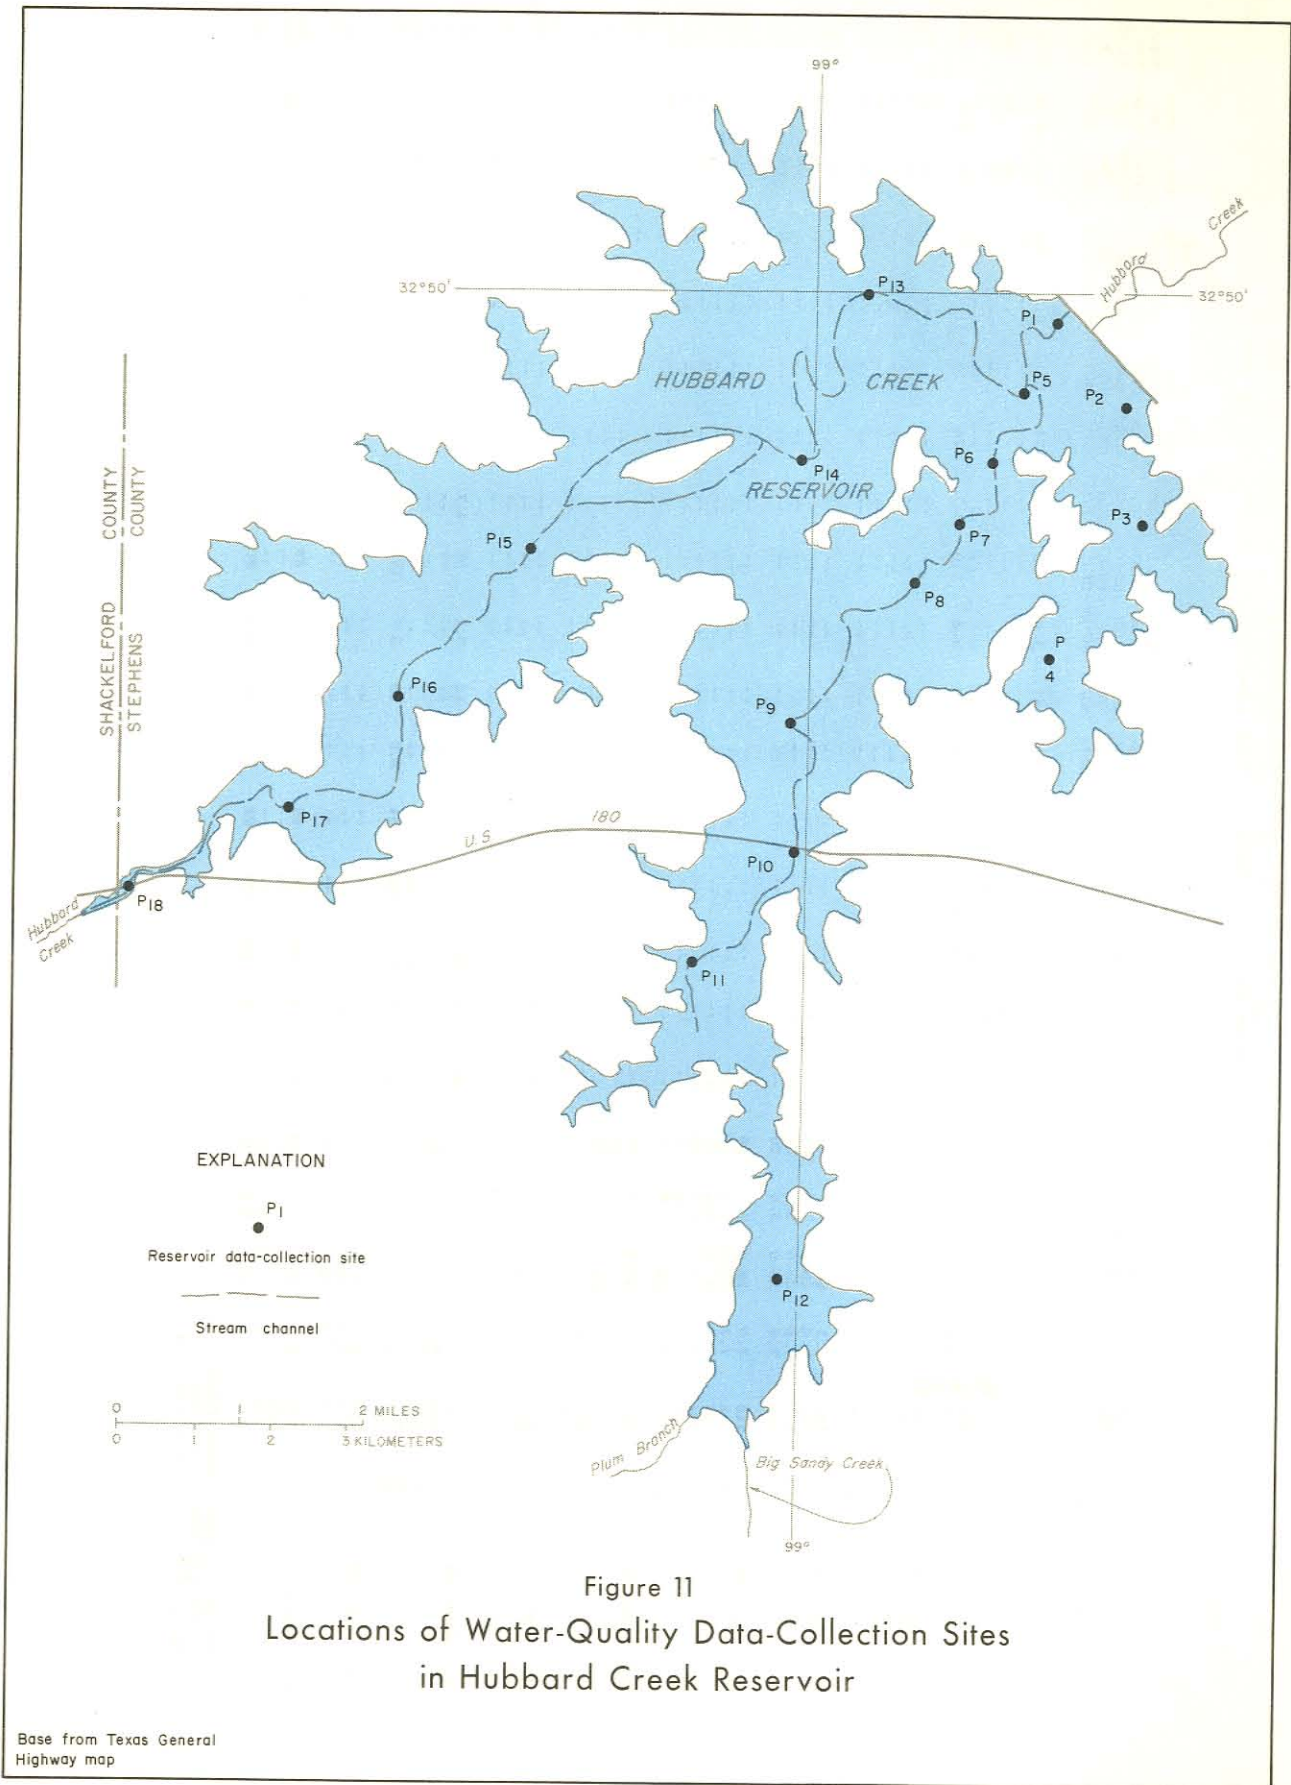 99°
Hubbard Creek
32°50'
32°50'
P13
P1
P5
P2
HUBBARD CREEK
P6
P14
RESERVOIR
P3
P7
P15
P8
SHACKELFORD COUNTY
STEPHENS COUNTY
P
4
P16
P9
P17
U.S 180
P10
P18
Hubbard
Creek
P11
EXPLANATION
P1
Reservoir data-collection site
Stream channel
P12
0 1 2 MILES
0 1 2 3 KILOMETERS
Plum Branch
Big Sandy Creek
99°
Figure 11
Locations of Water-Quality Data-Collection Sites
in Hubbard Creek Reservoir
Base from Texas General
Highway map